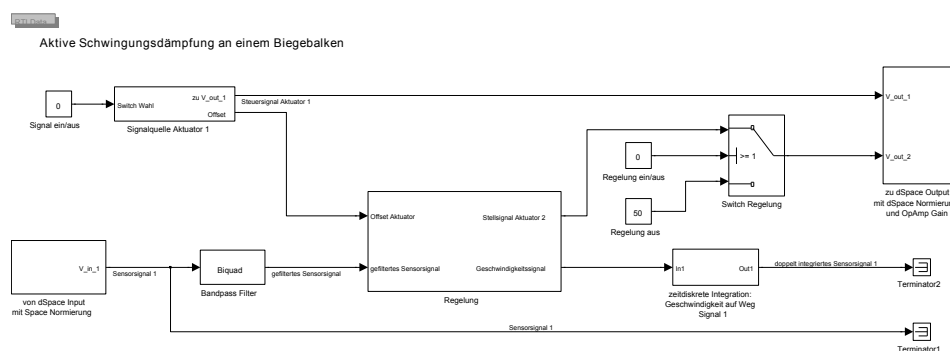 RTI Data
Aktive Schwingungsdämpfung an einem Biegebalken
0
Signal ein/aus
Switch Wahl
zu V_out_1
Offset
Signalquelle Aktuator 1
Steuersignal Aktuator 1
V_out_1
V_out_2
zu dSpace Output
mit dSpace Normierun
und OpAmp Gain
0
Regelung ein/aus
>= 1
50
Regelung aus
Switch Regelung
Offset Aktuator
Stellsignal Aktuator 2
gefiltertes Sensorsignal
Geschwindigkeitssignal
Regelung
V_in_1
Sensorsignal 1
von dSpace Input
mit Space Normierung
Biquad
Bandpass Filter
gefiltertes Sensorsignal
In1
Out1
zeitdiskrete Integration:
Geschwindigkeit auf Weg
Signal 1
doppelt integriertes Sensorsignal 1
Terminator2
Sensorsignal 1
Terminator1